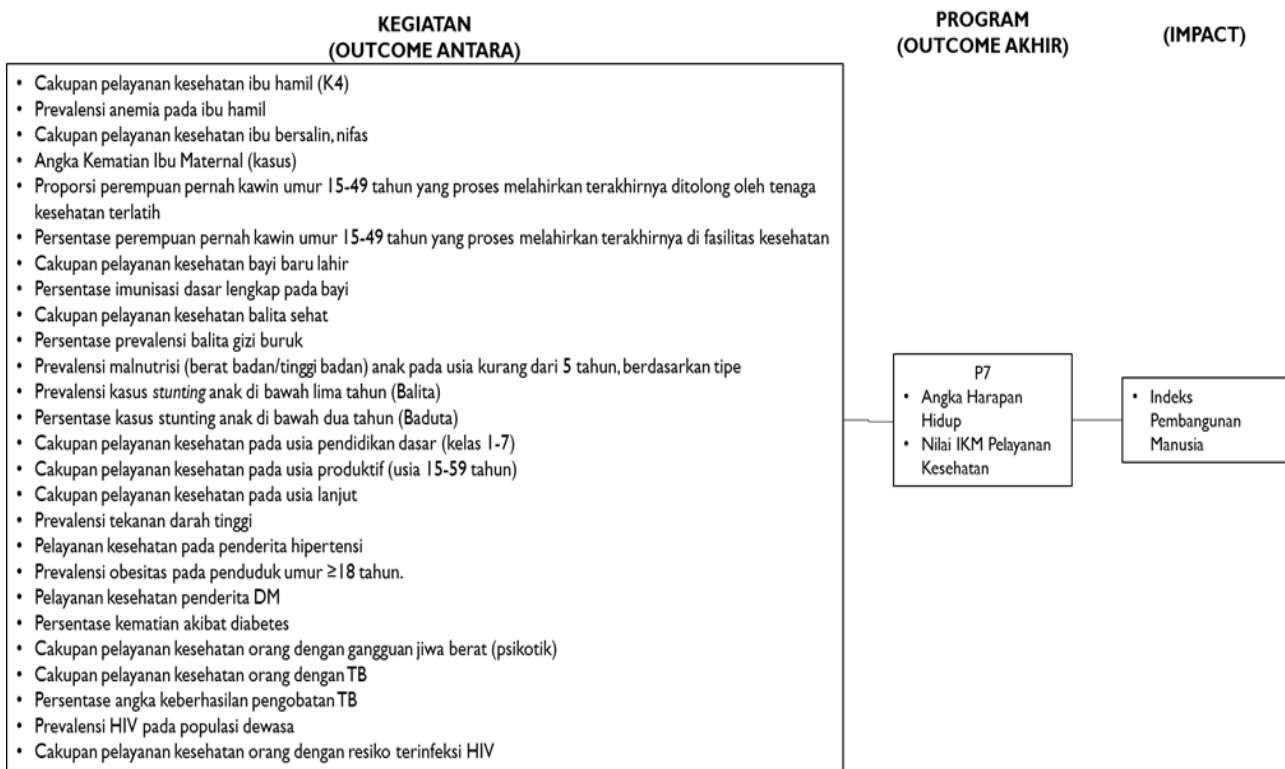 KEGIATAN
(OUTCOME ANTARA)
PROGRAM
(OUTCOME AKHIR)
(IMPACT)
• Cakupan pelayanan kesehatan ibu hamil (K4)
• Prevalensi anemia pada ibu hamil
• Cakupan pelayanan kesehatan ibu bersalin, nifas
• Angka Kematian Ibu Maternal (kasus)
• Proporsi perempuan pernah kawin umur 15-49 tahun yang proses melahirkan terakhirnya ditolong oleh tenaga
kesehatan terlatih
• Persentase perempuan pernah kawin umur 15-49 tahun yang proses melahirkan terakhirnya di fasilitas kesehatan
• Cakupan pelayanan kesehatan bayi baru lahir
• Persentase imunisasi dasar lengkap pada bayi
• Cakupan pelayanan kesehatan balita sehat
• Persentase prevalensi balita gizi buruk
• Prevalensi malnutrisi (berat badan/tinggi badan) anak pada usia kurang dari 5 tahun, berdasarkan tipe
• Prevalensi kasus stunting anak di bawah lima tahun (Balita)
• Persentase kasus stunting anak di bawah dua tahun (Baduta)
• Cakupan pelayanan kesehatan pada usia pendidikan dasar (kelas 1-7)
• Cakupan pelayanan kesehatan pada usia produktif (usia 15-59 tahun)
• Cakupan pelayanan kesehatan pada usia lanjut
• Prevalensi tekanan darah tinggi
• Pelayanan kesehatan pada penderita hipertensi
• Prevalensi obesitas pada penduduk umur ≥18 tahun.
• Pelayanan kesehatan penderita DM
• Persentase kematian akibat diabetes
• Cakupan pelayanan kesehatan orang dengan gangguan jiwa berat (psikotik)
• Cakupan pelayanan kesehatan orang dengan TB
• Persentase angka keberhasilan pengobatan TB
• Prevalensi HIV pada populasi dewasa
• Cakupan pelayanan kesehatan orang dengan resiko terinfeksi HIV
P7
• Angka Harapan
Hidup
• Nilai IKM Pelayanan
Kesehatan
• Indeks
Pembangunan
Manusia